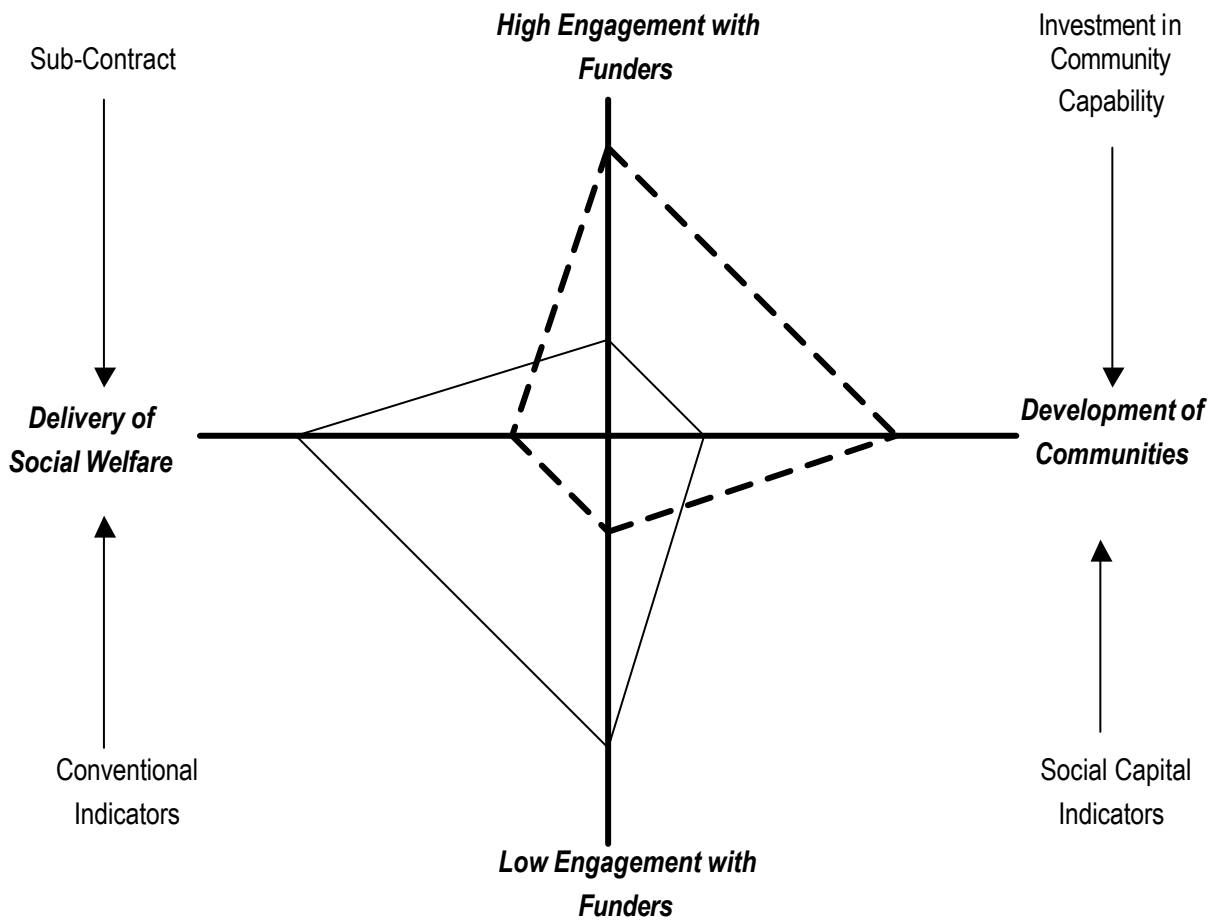 High Engagement with
Funders
Sub-Contract
Investment in
Community
Capability
Delivery of
Social Welfare
Development of
Communities
Conventional
Indicators
Social Capital
Indicators
Low Engagement with
Funders